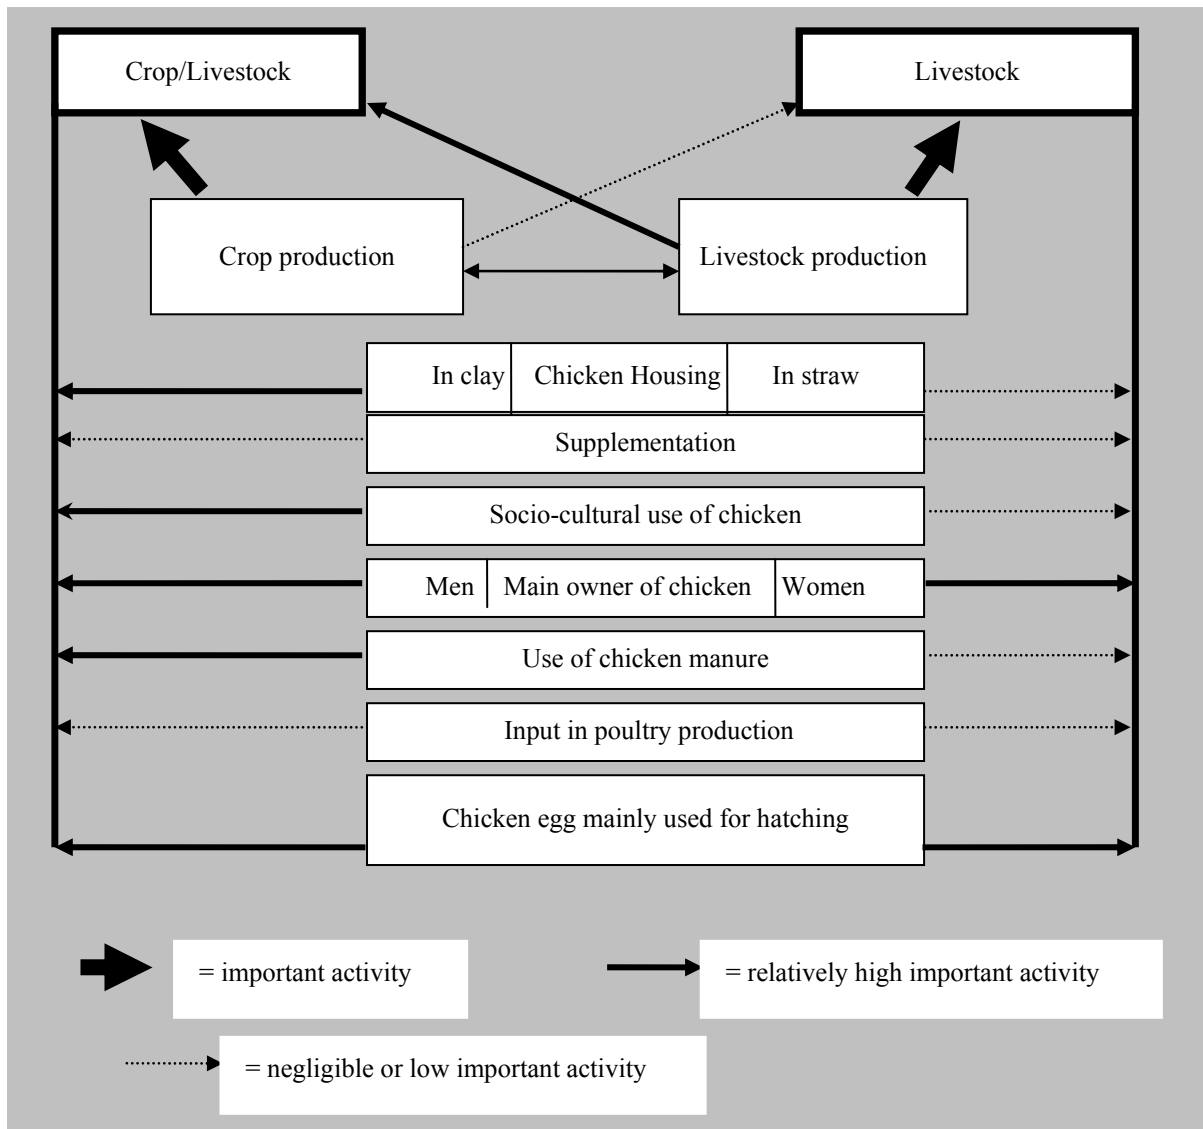 Crop/Livestock
Livestock
Crop production
Livestock production
In clay
Chicken Housing
In straw
Supplementation
Socio-cultural use of chicken
Men
Main owner of chicken
Women
Use of chicken manure
Input in poultry production
Chicken egg mainly used for hatching
= important activity
= relatively high important activity
= negligible or low important activity